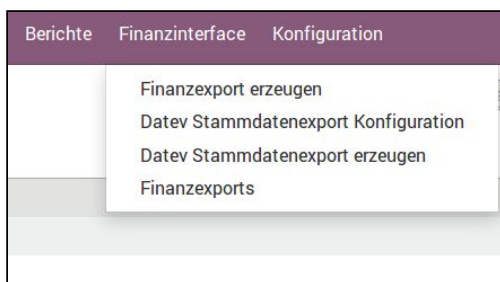 Berichte Finanzinterface Konfiguration
Finanzexport erzeugen
Datev Stammdatenexport Konfiguration
Datev Stammdatenexport erzeugen
Finanzexports